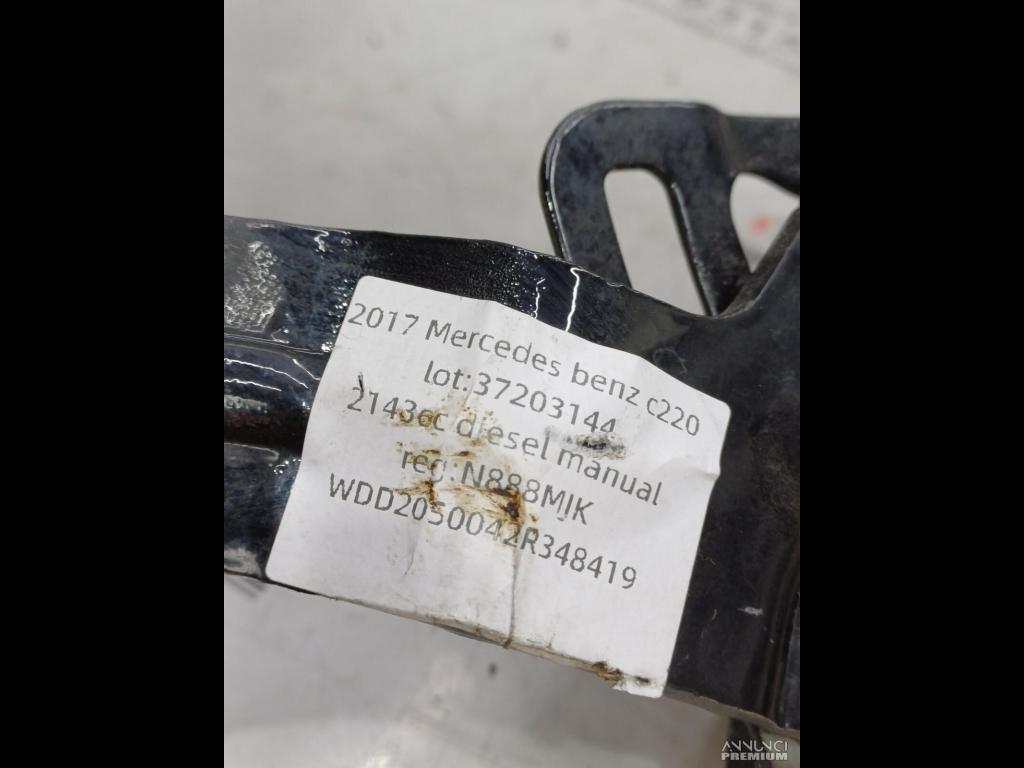 2017 Mercedes benz c220
lot:37203144
2143cc diesel manual
reg:N888MJK
WDD2050042R348419
ANNUNCI
PREMIUM